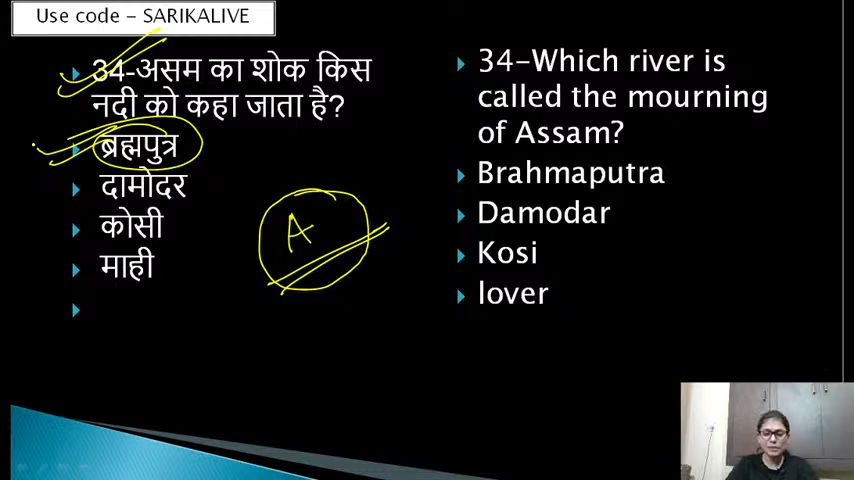 Use code – SARIKALIVE
34-असम का शोक किस
नदी को कहा जाता है?
ब्रह्मपुत्र
दामोदर
कोसी
माही
A
34-Which river is
called the mourning
of Assam?
Brahmaputra
Damodar
Kosi
lover